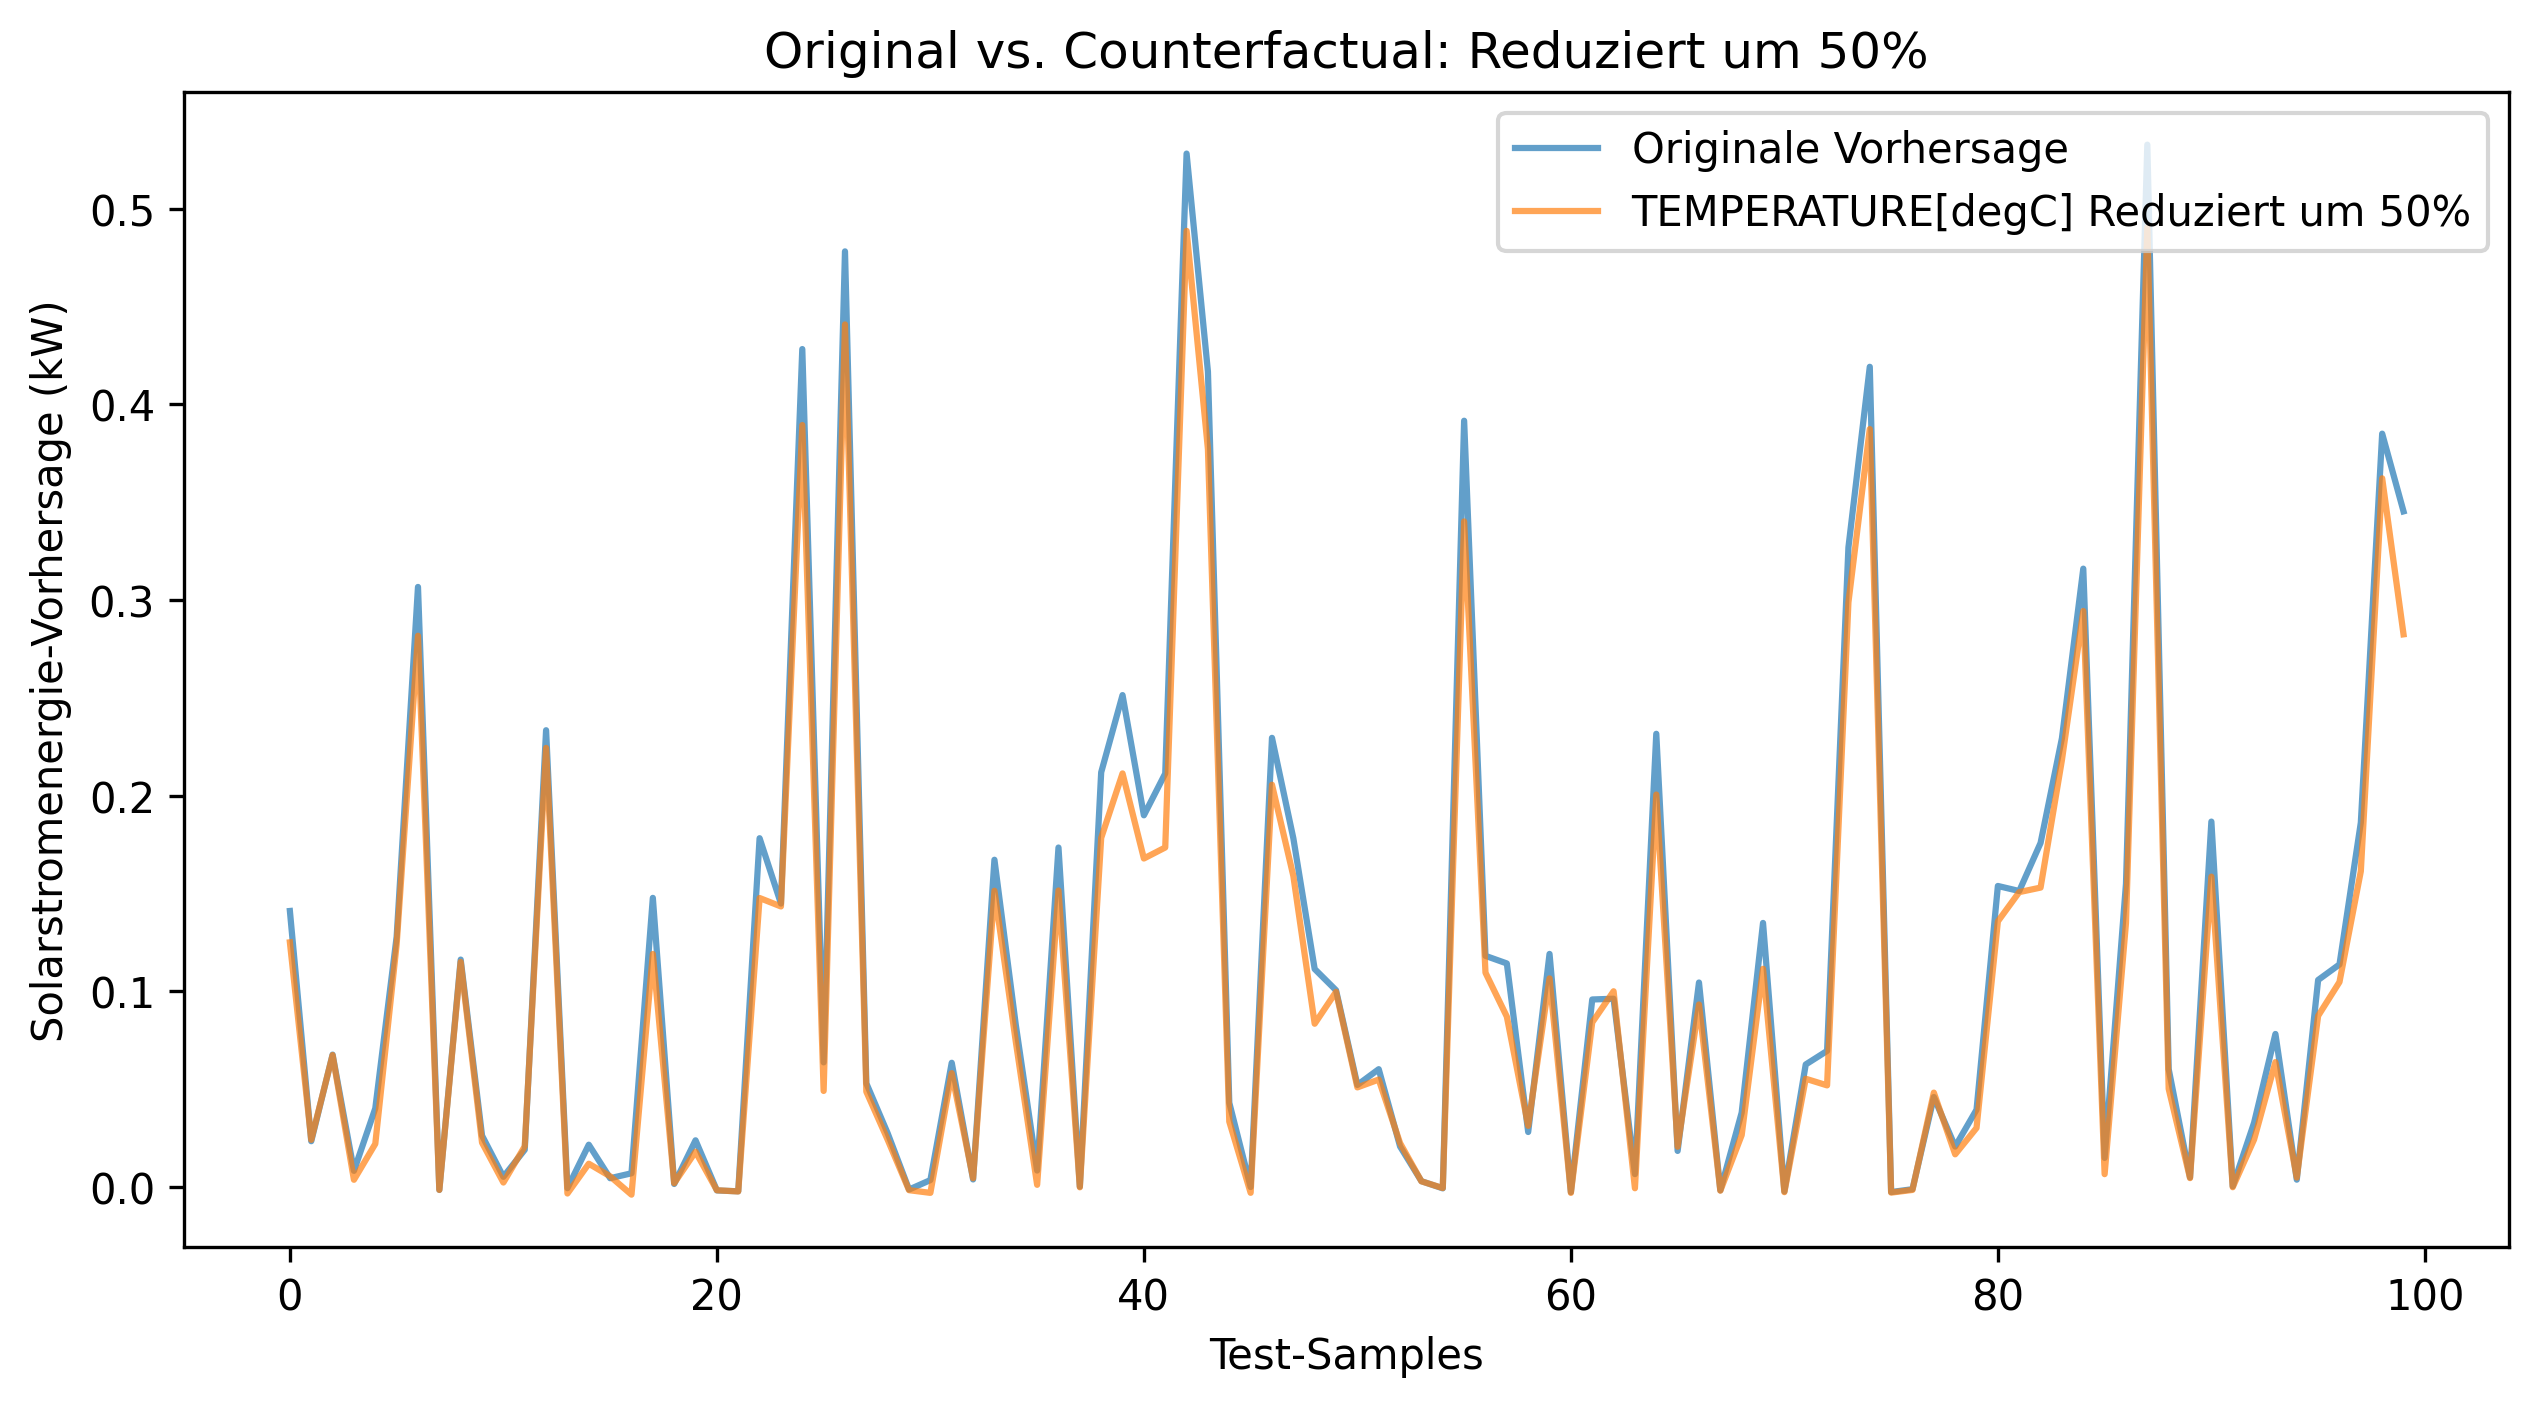 Original vs. Counterfactual: Reduziert um 50%
Originale Vorhersage
TEMPERATURE[degC] Reduziert um 50%
Solarstromenergie-Vorhersage (kW)
0.5
0.4
0.3
0.2
0.1
0.0
0 20 40 60 80 100
Test-Samples